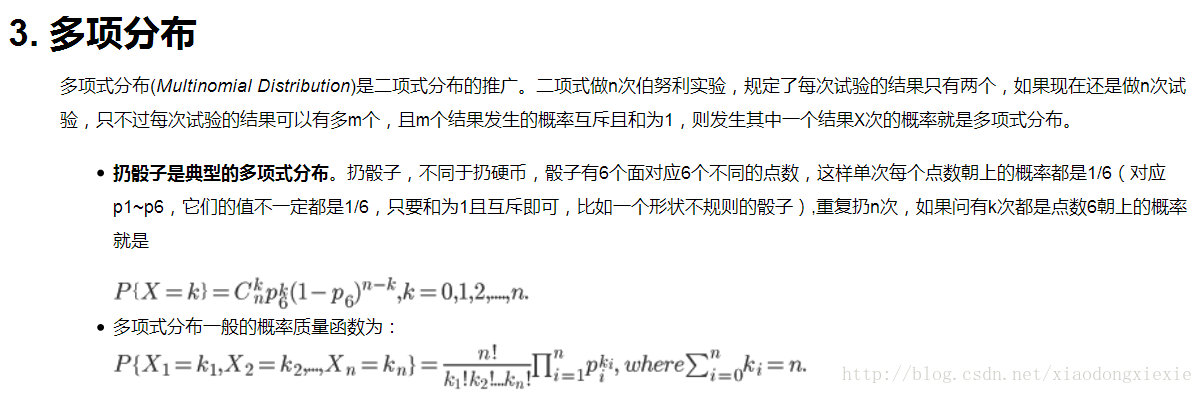 3. 多项分布
多项式分布(Multinomial Distribution)是二项式分布的推广。二项式做n次伯努利实验，规定了每次试验的结果只有两个，如果现在还是做n次试
验，只不过每次试验的结果可以有多m个，且m个结果发生的概率互斥且和为1，则发生其中一个结果X次的概率就是多项式分布。
• 扔骰子是典型的多项式分布。扔骰子，不同于扔硬币，骰子有6个面对应6个不同的点数，这样单次每个点数朝上的概率都是1/6（对应
p1~p6，它们的值不一定都是1/6，只要和为1且互斥即可，比如一个形状不规则的骰子）,重复扔n次，如果问有k次都是点数6朝上的概率
就是
P{X=k}=C_n^k p_6^k(1−p_6)^{n−k},k=0,1,2,...,n.
• 多项式分布一般的概率质量函数为：
P{X_1=k_1,X_2=k_2,...,X_n=k_n}=\frac{n!}{k_1!k_2!...k_n!}∏_{i=1}^n p_i^{k_i},where∑_{i=0}^n k_i=n.
http://blog.csdn.net/xiaodongxiexie